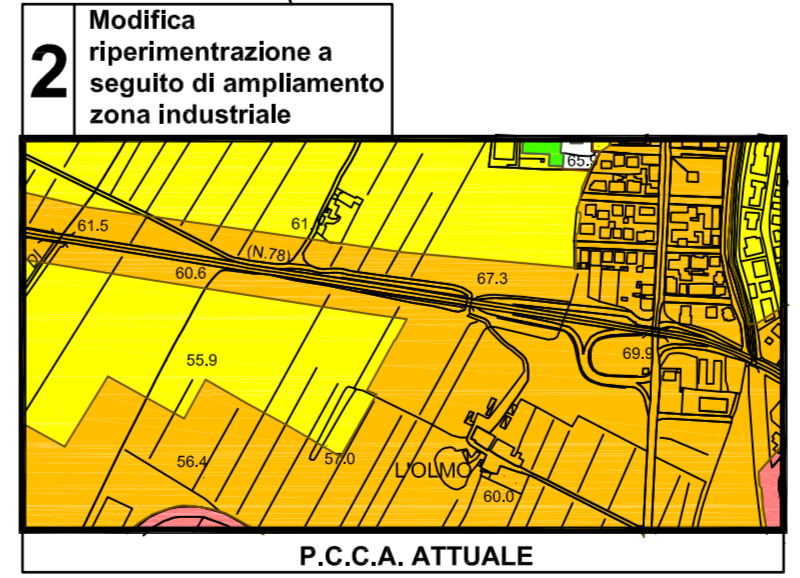 2
Modifica
riperimentrazione a
seguito di ampliamento
zona industriale
65.9
61.5
61.
(N.78)
pl
60.6
67.3
55.9
69.9
56.4
57.0
L'OLMO
60.0
P.C.C.A. ATTUALE